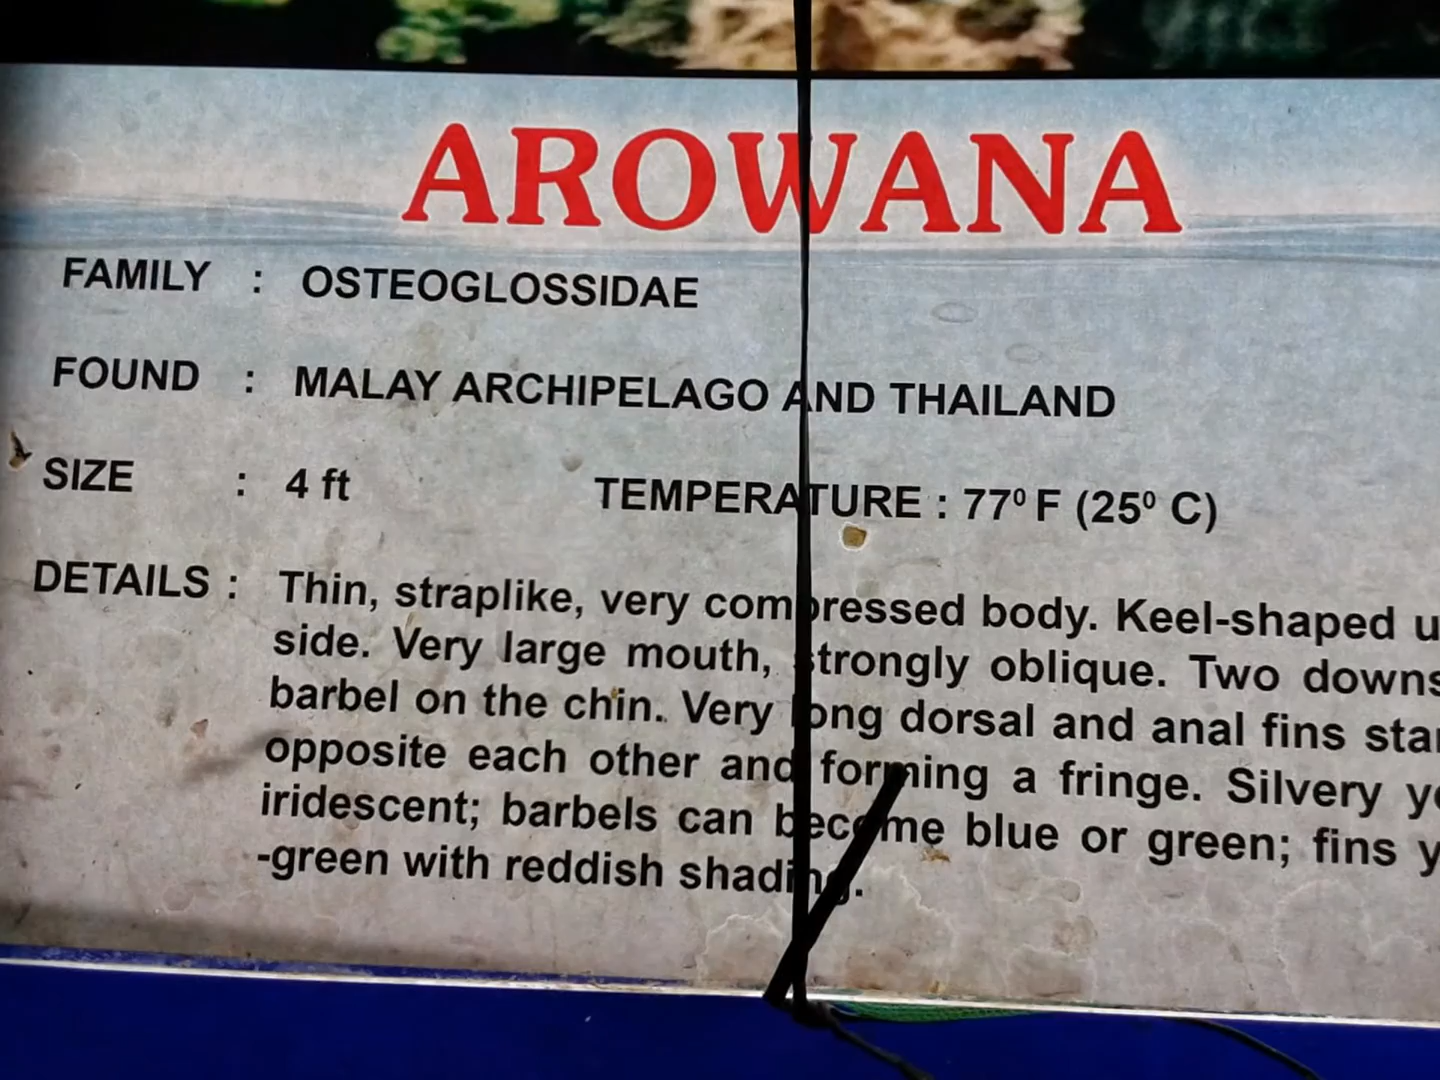 AROWANA
FAMILY : OSTEOGLOSSIDAE
FOUND : MALAY ARCHIPELAGO AND THAILAND
SIZE : 4 ft TEMPERATURE : 77⁰ F (25⁰ C)
DETAILS : Thin, straplike, very compressed body. Keel-shaped
side. Very large mouth, strongly oblique. Two
barbel on the chin. Very long dorsal and anal fins
opposite each other and forming a fringe. Silvery
iridescent; barbels can become blue or green; fins
-green with reddish shading.